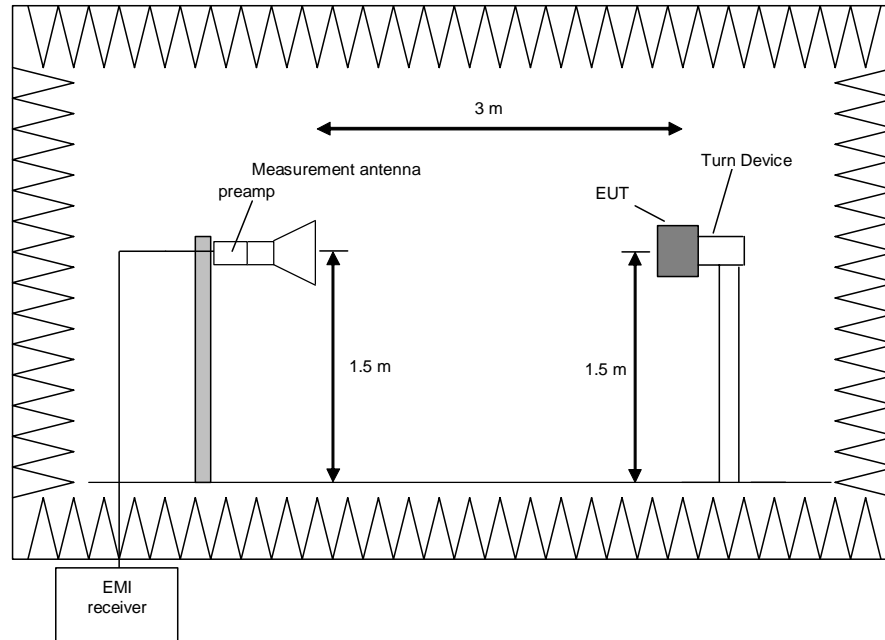 3 m
Measurement antenna
preamp
Turn Device
EUT
1.5 m
1.5 m
EMI
receiver